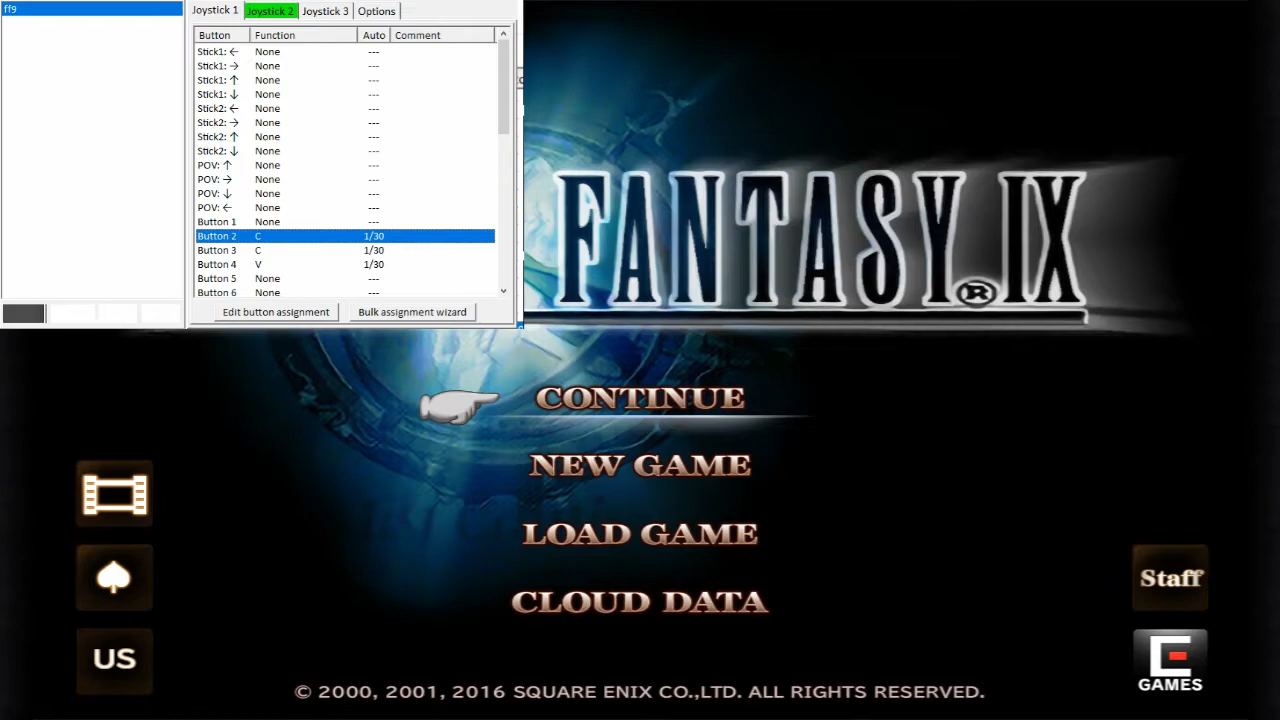 ff9
Joystick 1 Joystick 2 Joystick 3 Options
Button Function Auto Comment
Stick1: ← None ---
Stick1: → None ---
Stick1: ↑ None ---
Stick1: ↓ None ---
Stick2: ← None ---
Stick2: → None ---
Stick2: ↑ None ---
Stick2: ↓ None ---
POV: ↑ None ---
POV: → None ---
POV: ↓ None ---
POV: ← None ---
Button 1 None ---
Button 2 C 1/30
Button 3 C 1/30
Button 4 V 1/30
Button 5 None ---
Button 6 None ---
Edit button assignment Bulk assignment wizard
FANTASY IX
®
CONTINUE
NEW GAME
LOAD GAME
CLOUD DATA
US
Staff
E
GAMES
© 2000, 2001, 2016 SQUARE ENIX CO.,LTD. ALL RIGHTS RESERVED.